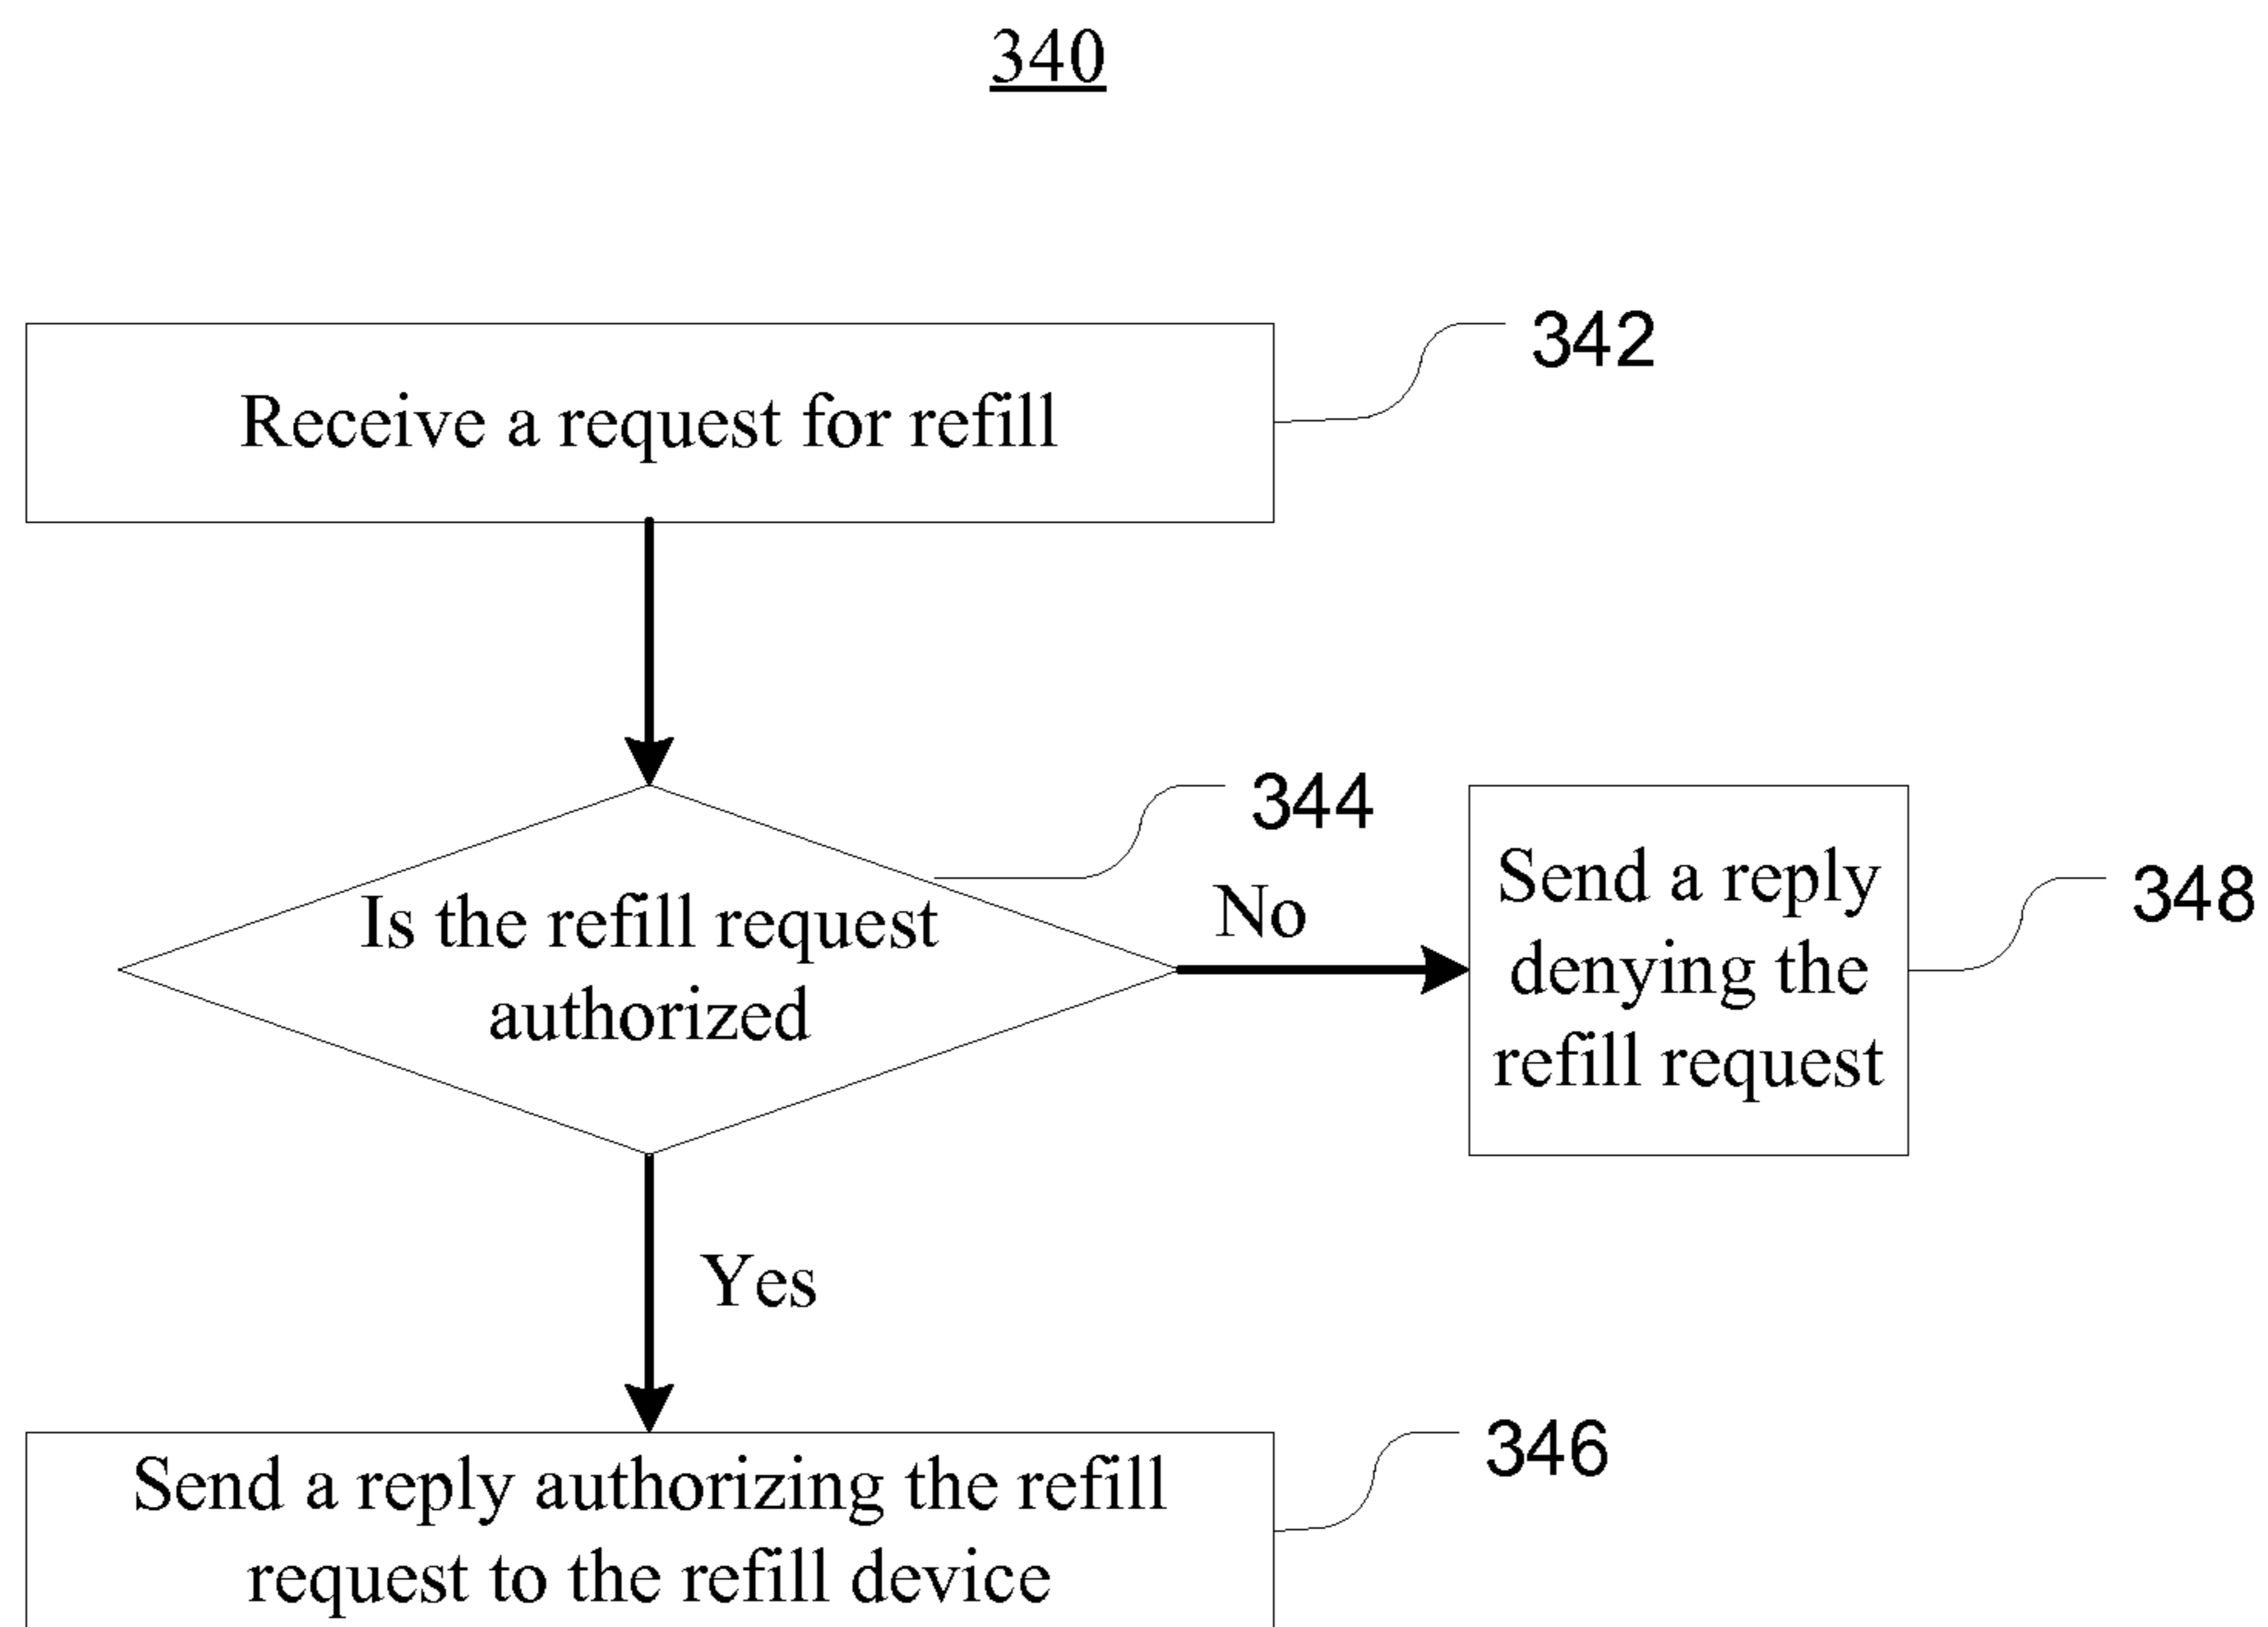 340
342
Receive a request for refill
344
Is the refill request
authorized
No
Send a reply
denying the
refill request
348
Yes
346
Send a reply authorizing the refill
request to the refill device